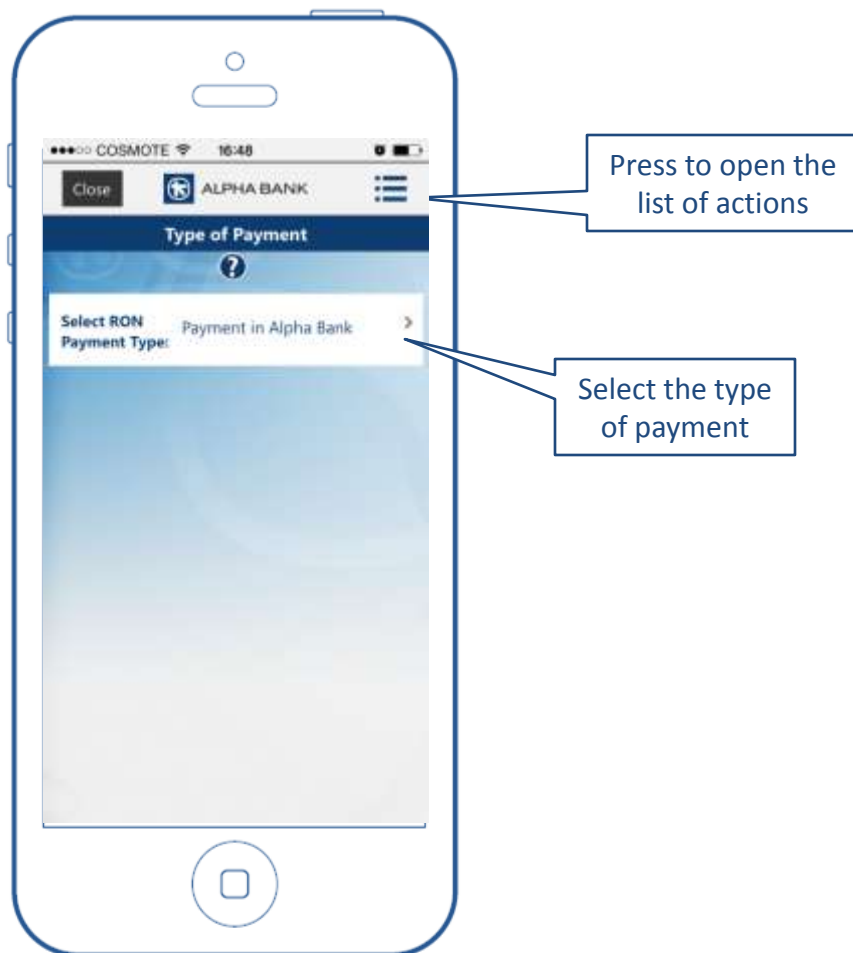 COSMOTE 16:48
Close ALPHA BANK
Type of Payment
?
Select RON
Payment Type:
Payment in Alpha Bank
Press to open the
list of actions
Select the type
of payment